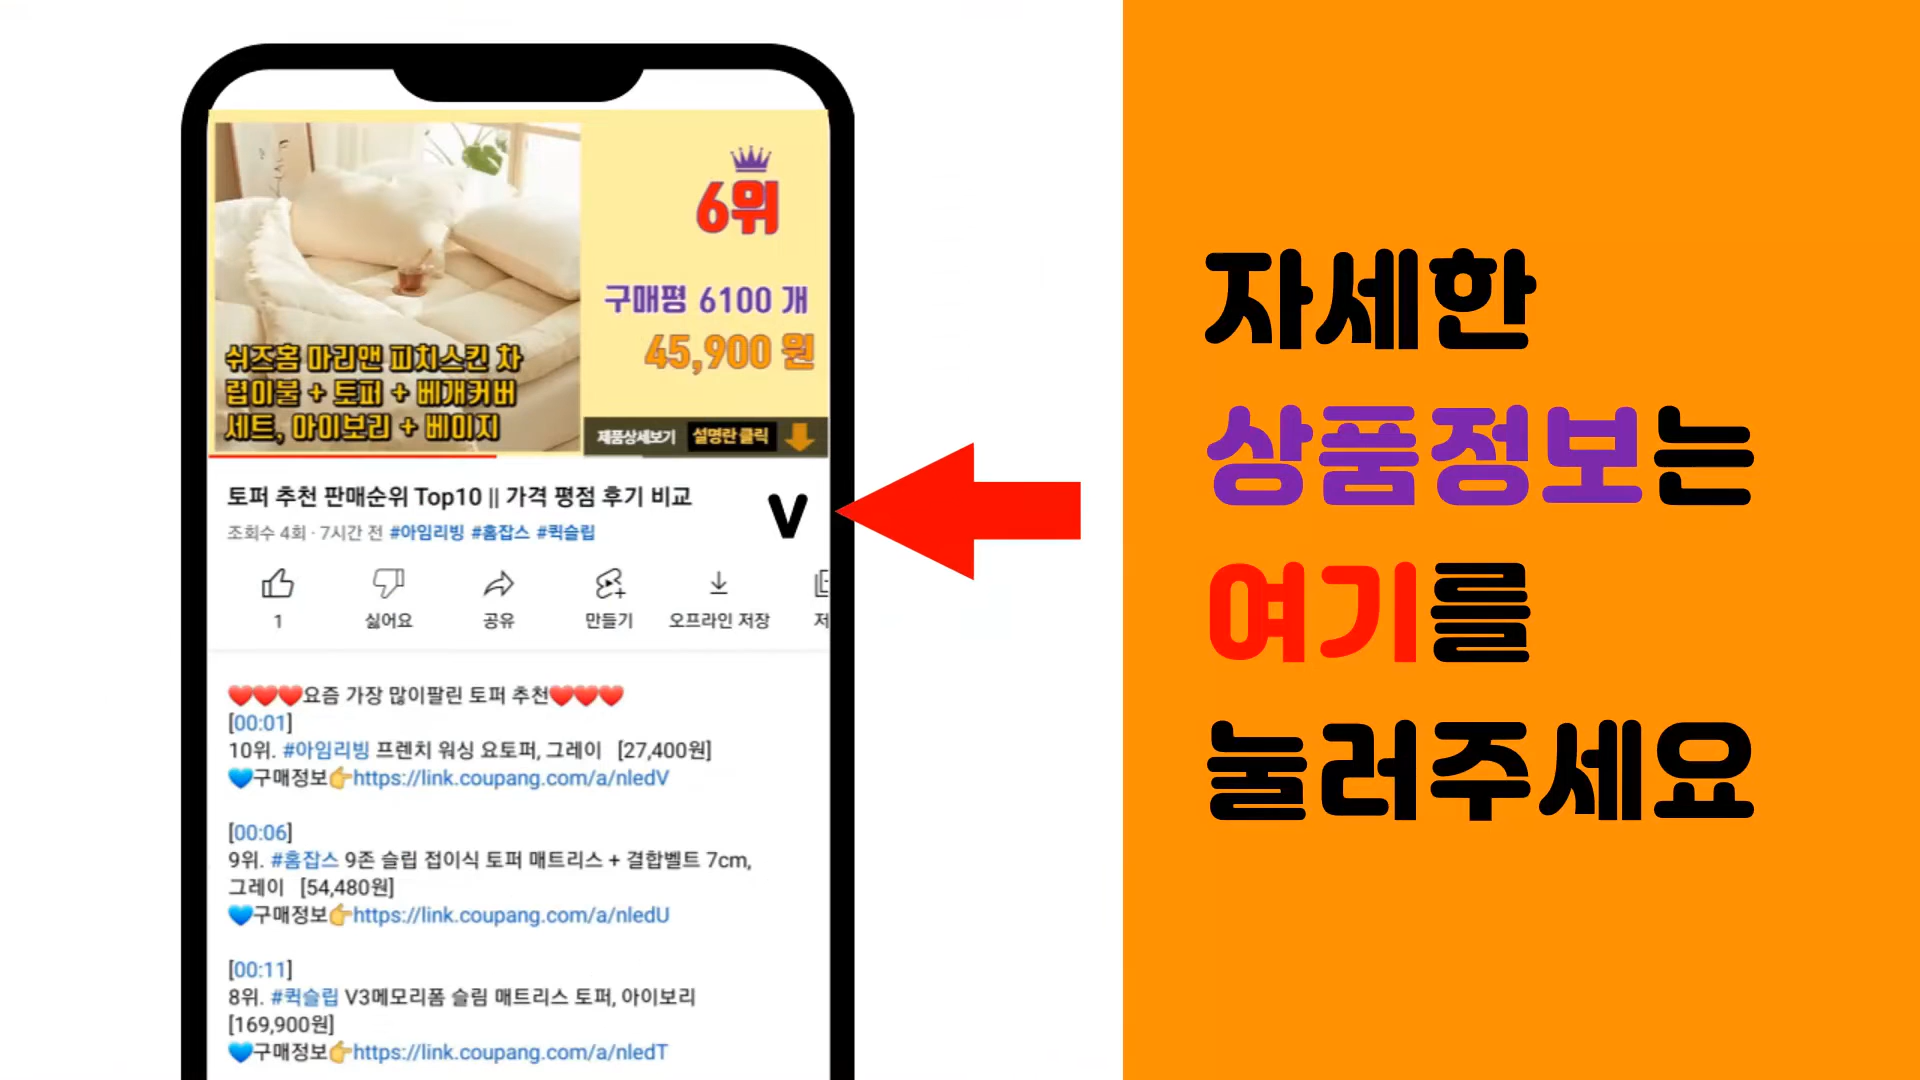 6위
구매평 6100 개
45,900 원
쉬즈홈 마리앤 피치스킨 차
렵이불 + 토퍼 + 베개커버
세트, 아이보리 + 베이지
제품상세보기 설명란 클릭
토퍼 추천 판매순위 Top10 || 가격 평점 후기 비교
V
조회수 4회 · 7시간 전 #아임리빙 #홈잡스 #퀵슬립
1 싫어요 공유 만들기 오프라인 저장 저
❤️❤️❤️요즘 가장 많이팔린 토퍼 추천❤️❤️❤️
[00:01]
10위. #아임리빙 프렌치 워싱 요토퍼, 그레이 [27,400원]
💙구매정보👉https://link.coupang.com/a/nledV
[00:06]
9위. #홈잡스 9존 슬립 접이식 토퍼 매트리스 + 결합벨트 7cm,
그레이 [54,480원]
💙구매정보👉https://link.coupang.com/a/nledU
[00:11]
8위. #퀵슬립 V3메모리폼 슬림 매트리스 토퍼, 아이보리
[169,900원]
💙구매정보👉https://link.coupang.com/a/nledT
자세한
상품정보는
여기를
눌러주세요